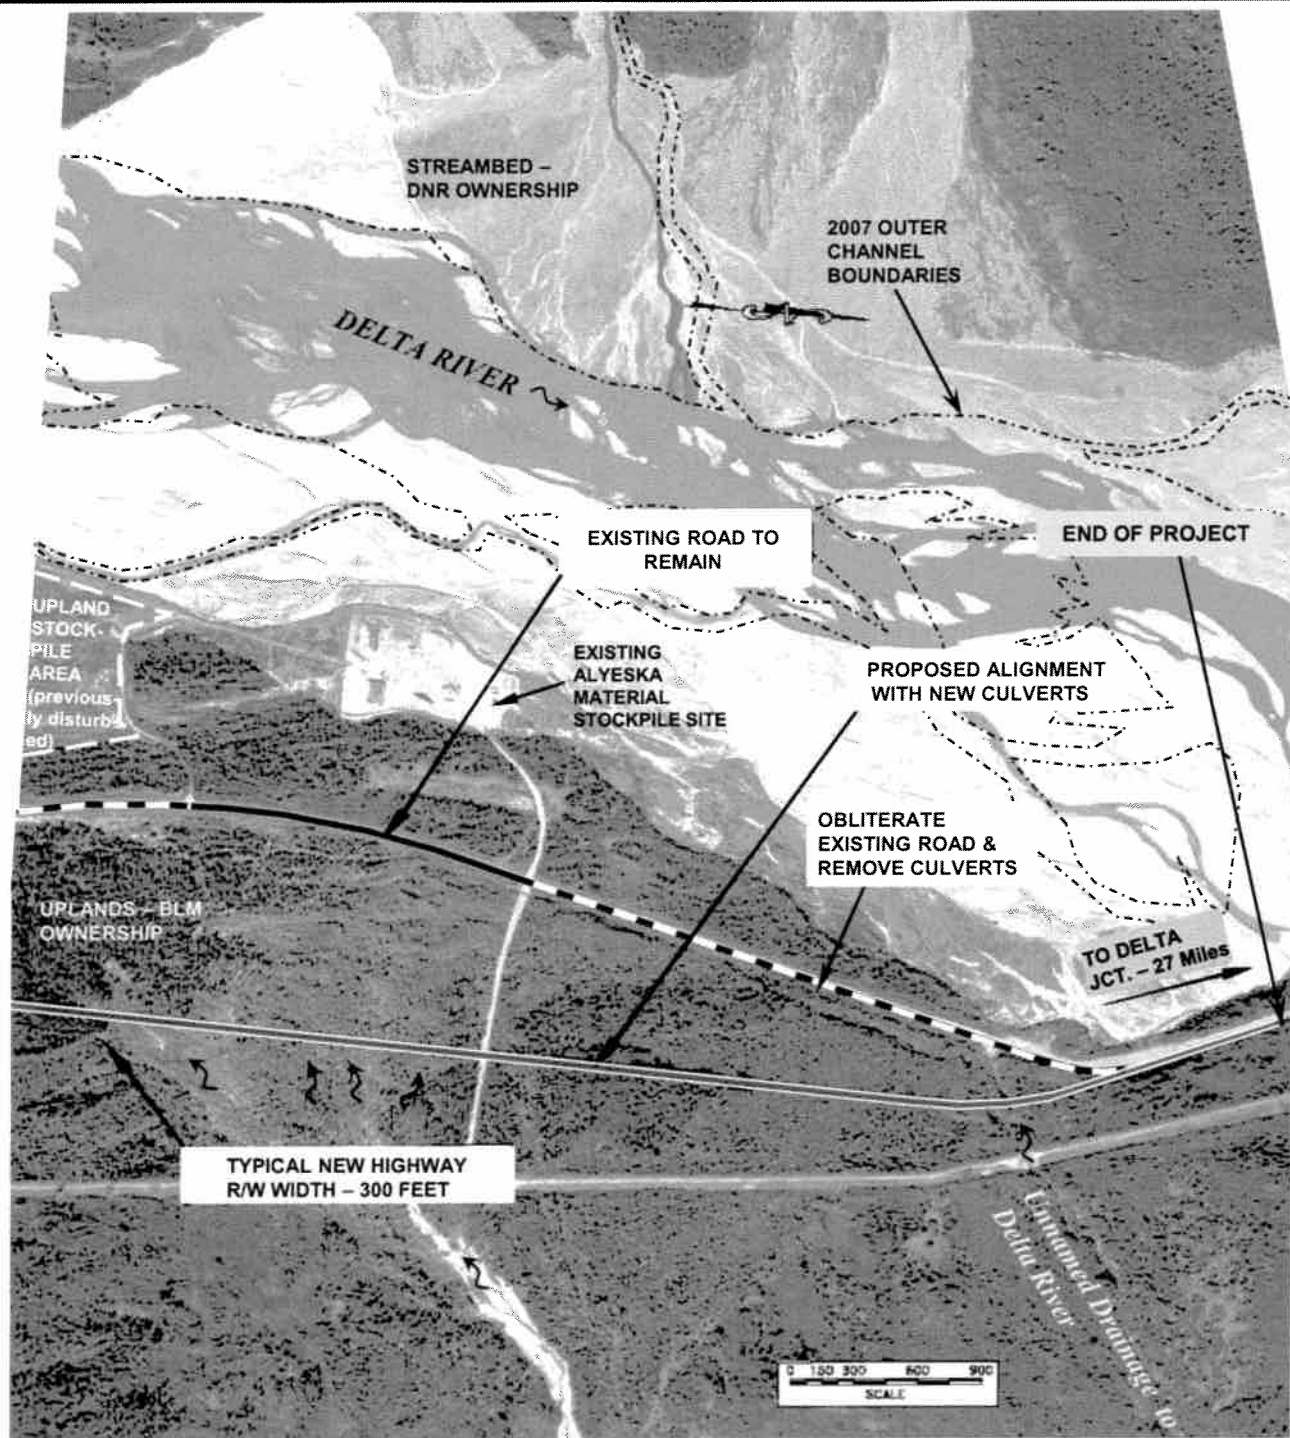 STREAMBED –
DNR OWNERSHIP
2007 OUTER
CHANNEL
BOUNDARIES
DELTA RIVER
EXISTING ROAD TO
REMAIN
END OF PROJECT
UPLAND
STOCK-
PILE
AREA
(previous-
ly disturb-
ed)
EXISTING
ALYESKA
MATERIAL
STOCKPILE SITE
PROPOSED ALIGNMENT
WITH NEW CULVERTS
OBLITERATE
EXISTING ROAD &
REMOVE CULVERTS
UPLANDS – BLM
OWNERSHIP
TO DELTA
JCT. – 27 Miles
TYPICAL NEW HIGHWAY
R/W WIDTH – 300 FEET
Unnamed Drainage to
Delta River
0 150 300 600 900
SCALE